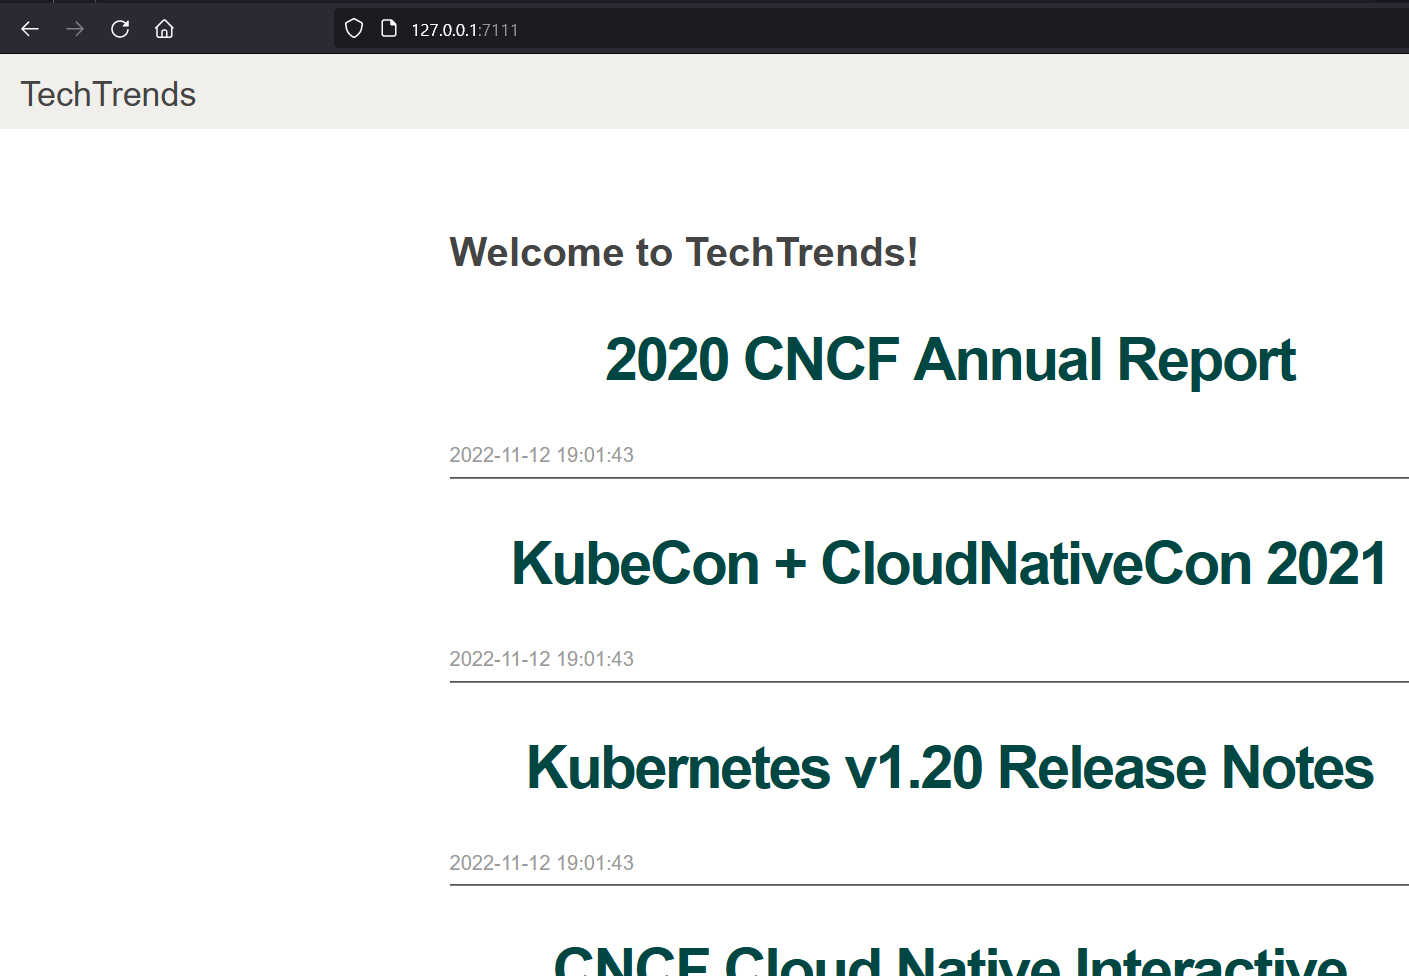 127.0.0.1:7111
TechTrends
Welcome to TechTrends!
2020 CNCF Annual Report
2022-11-12 19:01:43
KubeCon + CloudNativeCon 2021
2022-11-12 19:01:43
Kubernetes v1.20 Release Notes
2022-11-12 19:01:43
CNCF Cloud Native Interactive